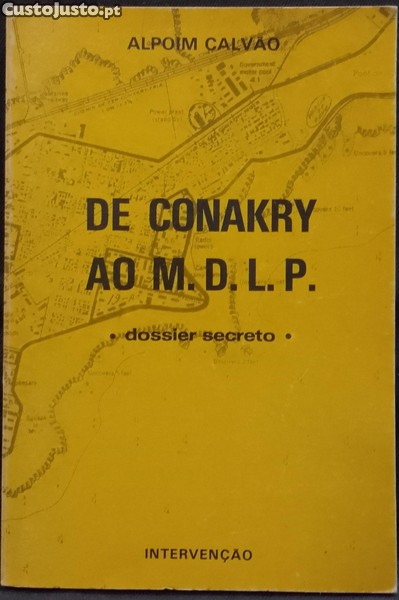 CustoJusto.pt
ALPOIM CALVÃO
DE CONAKRY
AO M.D.L.P.
• dossier secreto •
INTERVENÇÃO